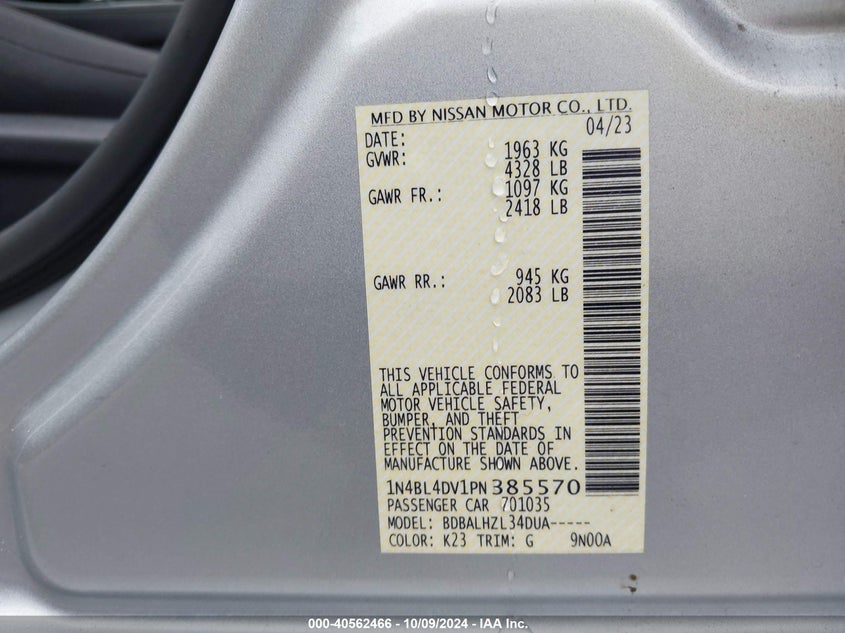 MFD BY NISSAN MOTOR CO., LTD.
DATE: 04/23
GVWR: 1963 KG
4328 LB
GAWR FR.: 1097 KG
2418 LB
GAWR RR.: 945 KG
2083 LB
THIS VEHICLE CONFORMS TO
ALL APPLICABLE FEDERAL
MOTOR VEHICLE SAFETY,
BUMPER, AND THEFT
PREVENTION STANDARDS IN
EFFECT ON THE DATE OF
MANUFACTURE SHOWN ABOVE.
1N4BL4DV1PN385570
PASSENGER CAR 701035
MODEL: BDBALHZL34DUA-----
COLOR: K23 TRIM: G 9N00A
000-40562466 - 10/09/2024 - IAA Inc.